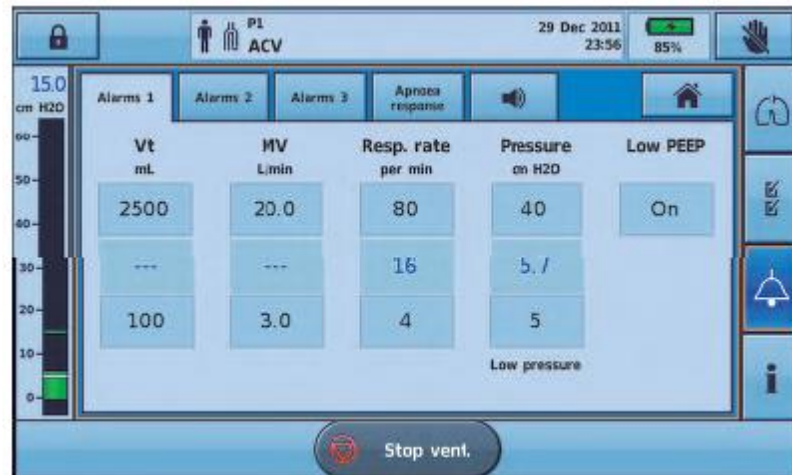 P1
ACV
29 Dec 2011
23:56
85%
15.0
cm H2O
Alarms 1
Alarms 2
Alarms 3
Apnoea
response
Vt
mL
MV
L/min
Resp. rate
per min
Pressure
cm H2O
Low PEEP
2500
20.0
80
40
On
---
---
16
5.7
100
3.0
4
5
Low pressure
60
50
40
30
20
10
0
Stop vent.